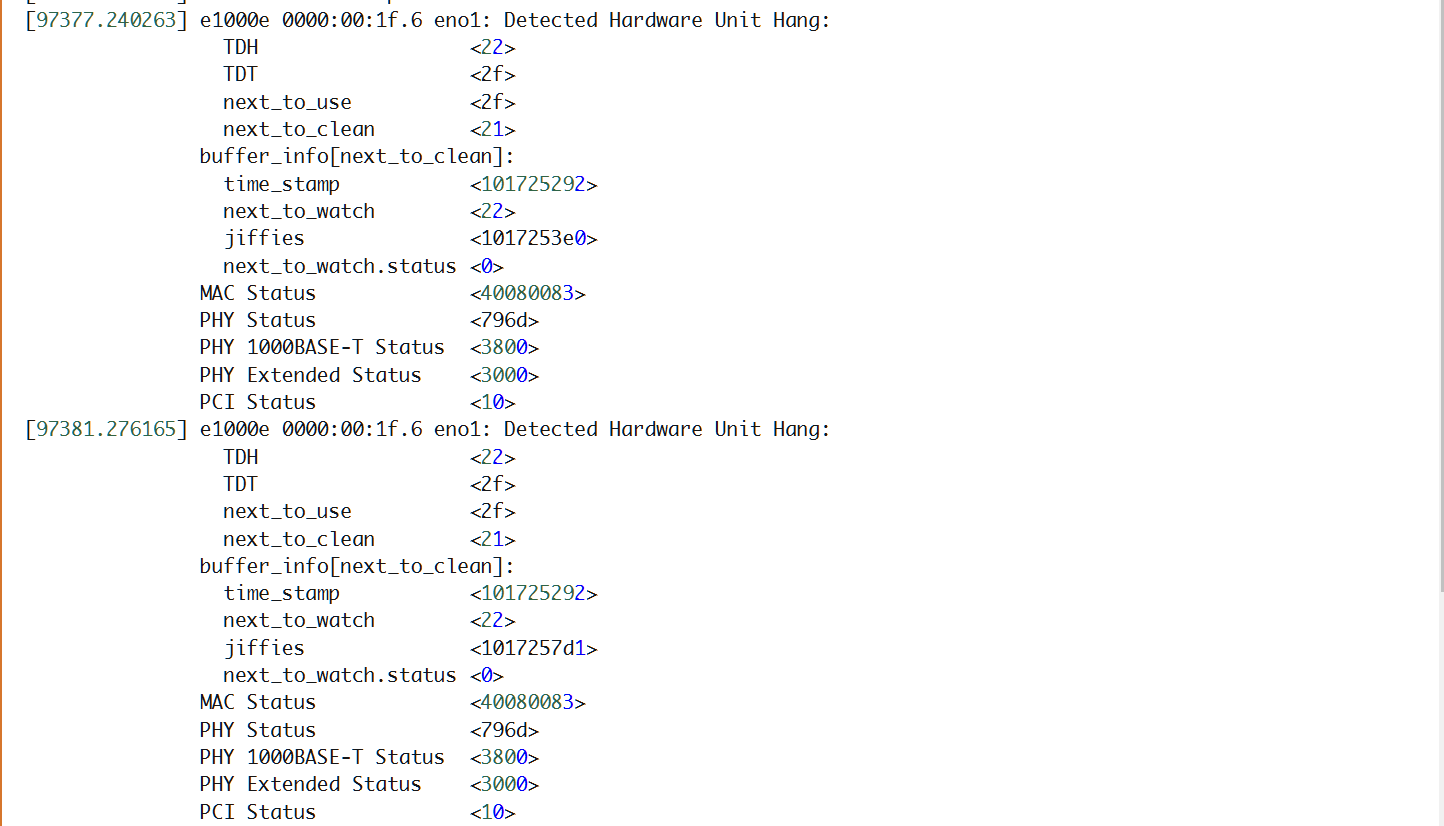 [97377.240263] e1000e 0000:00:1f.6 eno1: Detected Hardware Unit Hang:
TDH <22>
TDT <2f>
next_to_use <2f>
next_to_clean <21>
buffer_info[next_to_clean]:
time_stamp <101725292>
next_to_watch <22>
jiffies <1017253e0>
next_to_watch.status <0>
MAC Status <40080083>
PHY Status <796d>
PHY 1000BASE-T Status <3800>
PHY Extended Status <3000>
PCI Status <10>
[97381.276165] e1000e 0000:00:1f.6 eno1: Detected Hardware Unit Hang:
TDH <22>
TDT <2f>
next_to_use <2f>
next_to_clean <21>
buffer_info[next_to_clean]:
time_stamp <101725292>
next_to_watch <22>
jiffies <1017257d1>
next_to_watch.status <0>
MAC Status <40080083>
PHY Status <796d>
PHY 1000BASE-T Status <3800>
PHY Extended Status <3000>
PCI Status <10>